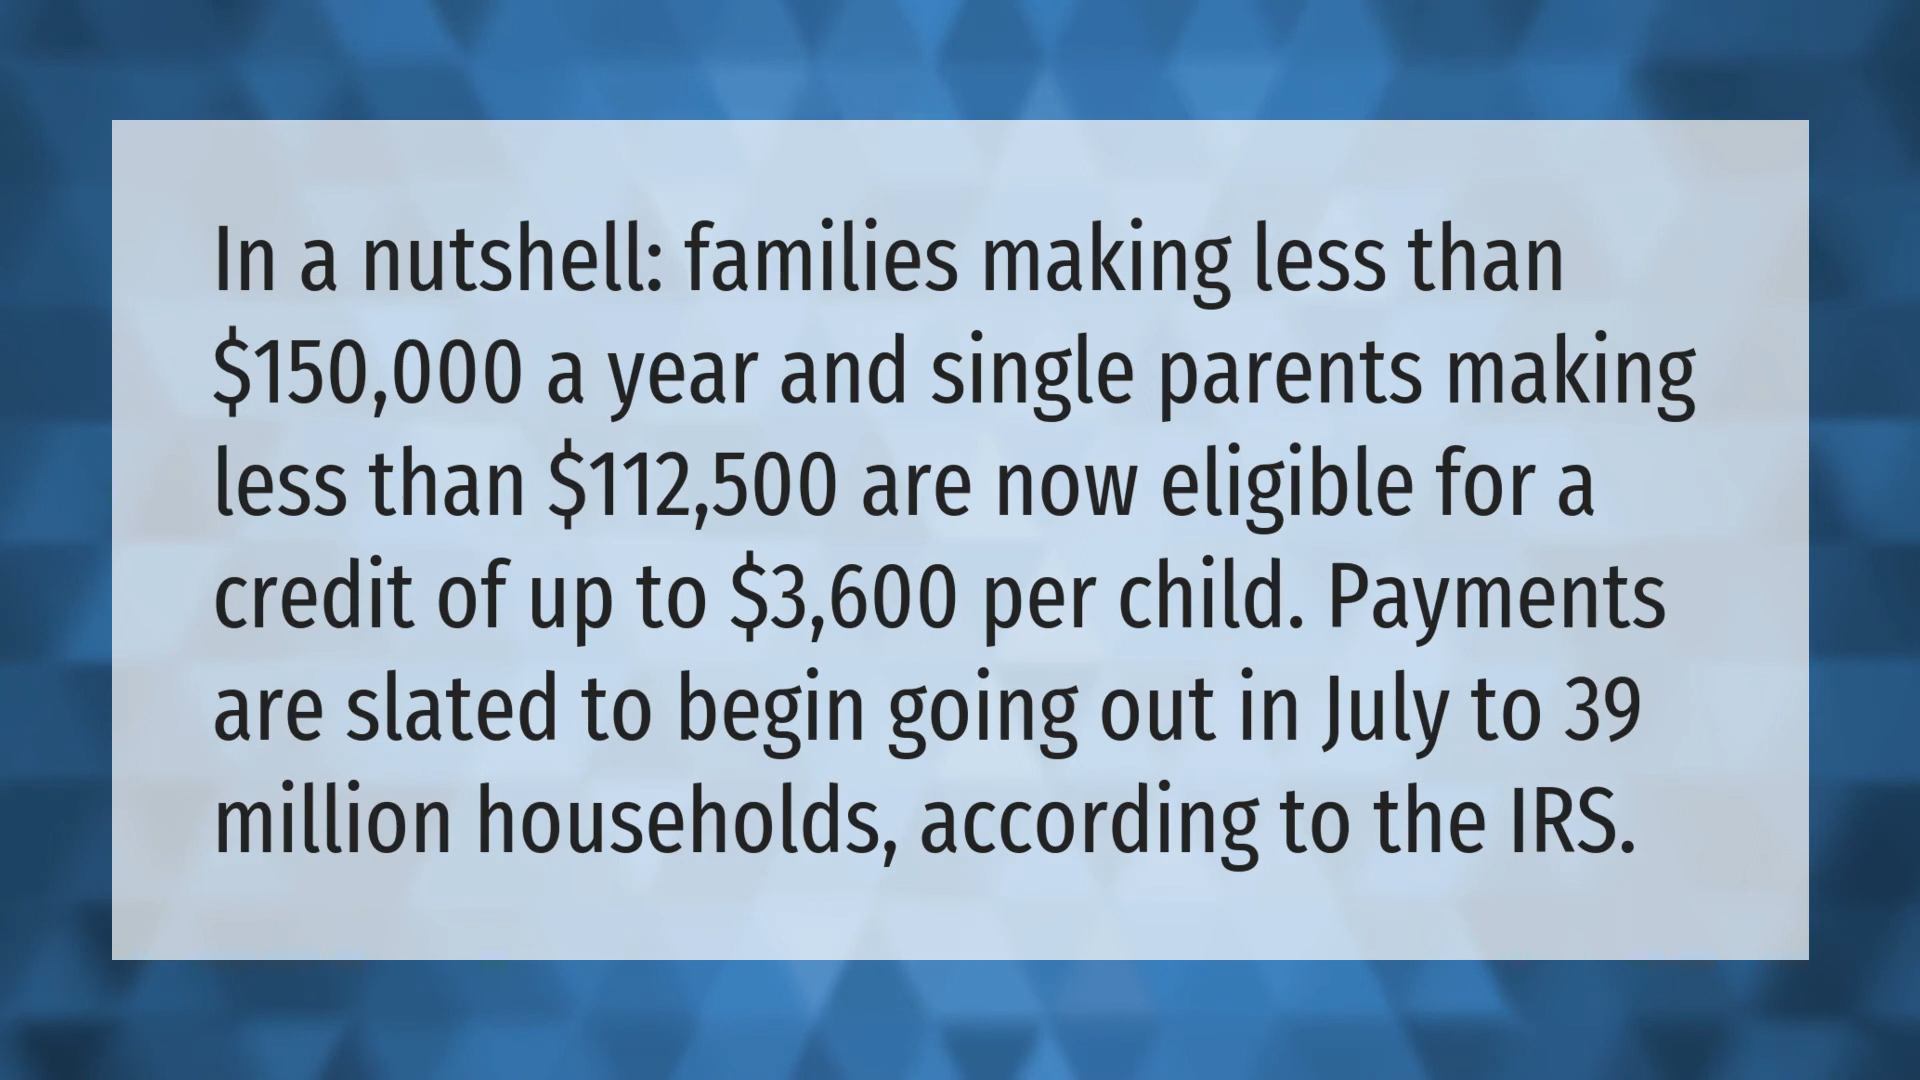 In a nutshell: families making less than
$150,000 a year and single parents making
less than $112,500 are now eligible for a
credit of up to $3,600 per child. Payments
are slated to begin going out in July to 39
million households, according to the IRS.